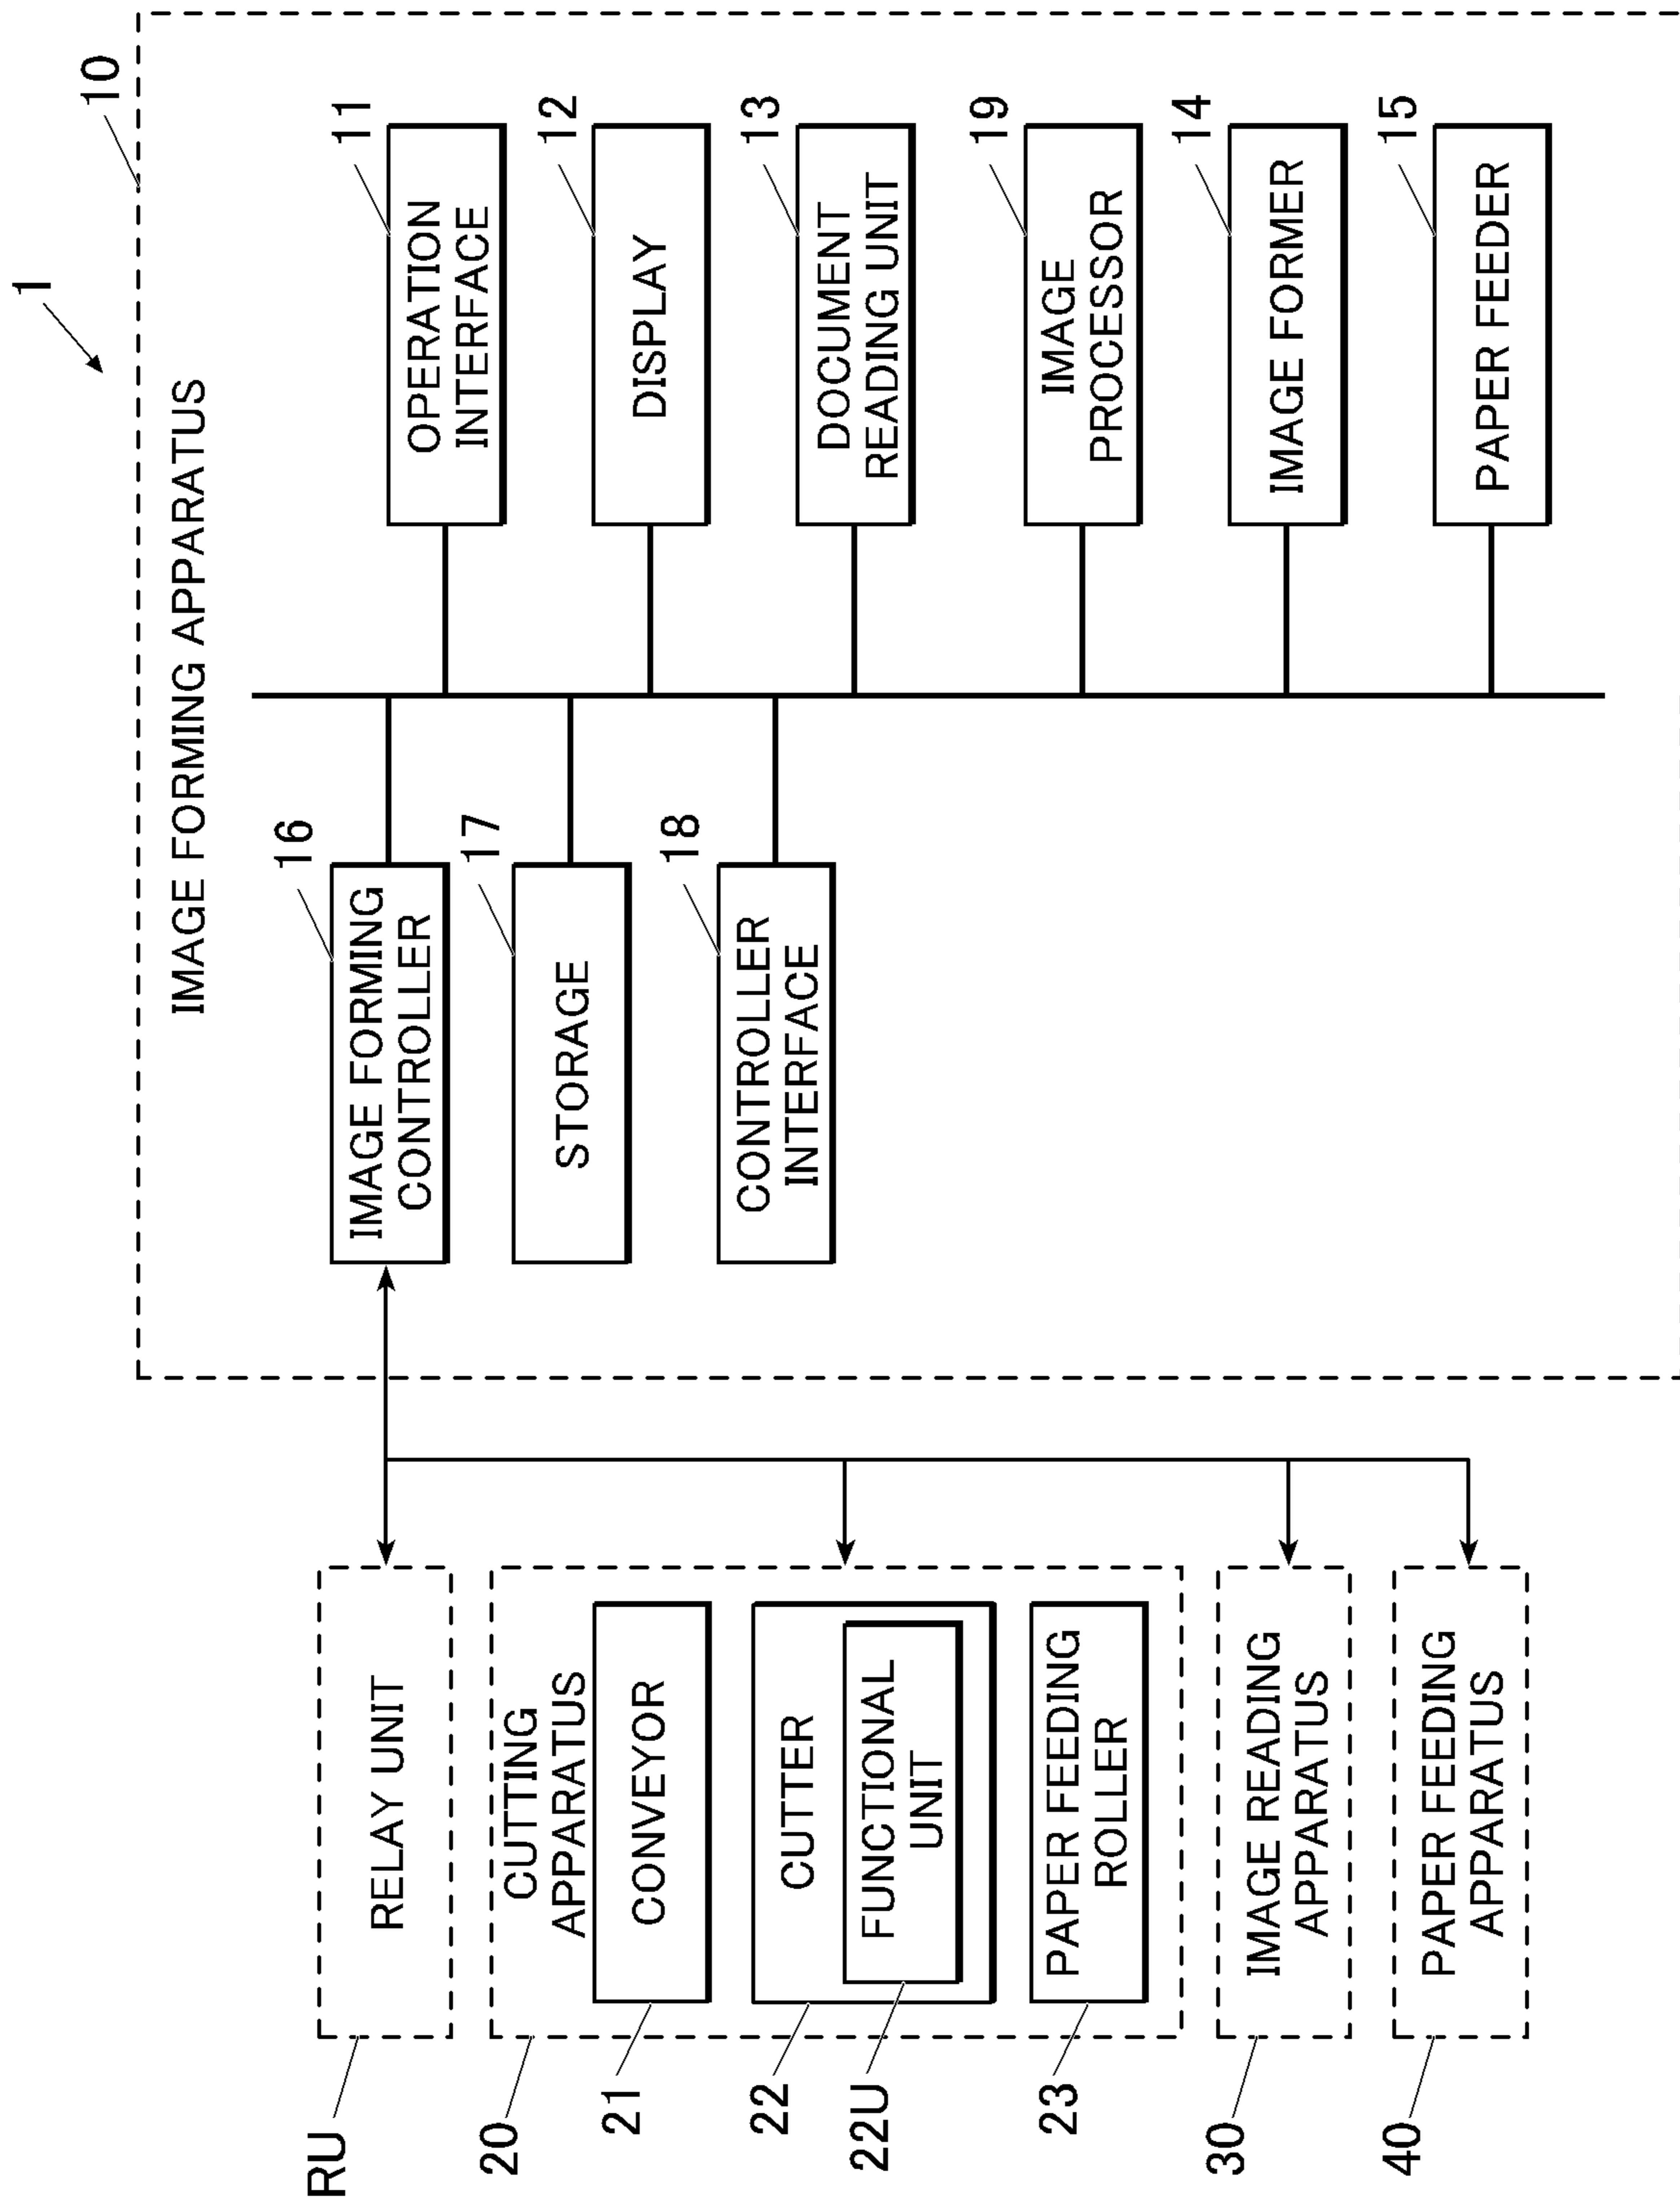 1
10
IMAGE FORMING APPARATUS
RU
RELAY UNIT
16
IMAGE FORMING
CONTROLLER
11
OPERATION
INTERFACE
20
CUTTING
APPARATUS
17
STORAGE
12
DISPLAY
21
CONVEYOR
18
CONTROLLER
INTERFACE
13
DOCUMENT
READING UNIT
22
CUTTER
22U
FUNCTIONAL
UNIT
23
PAPER FEEDING
ROLLER
19
IMAGE
PROCESSOR
30
IMAGE READING
APPARATUS
14
IMAGE FORMER
40
PAPER FEEDING
APPARATUS
15
PAPER FEEDER